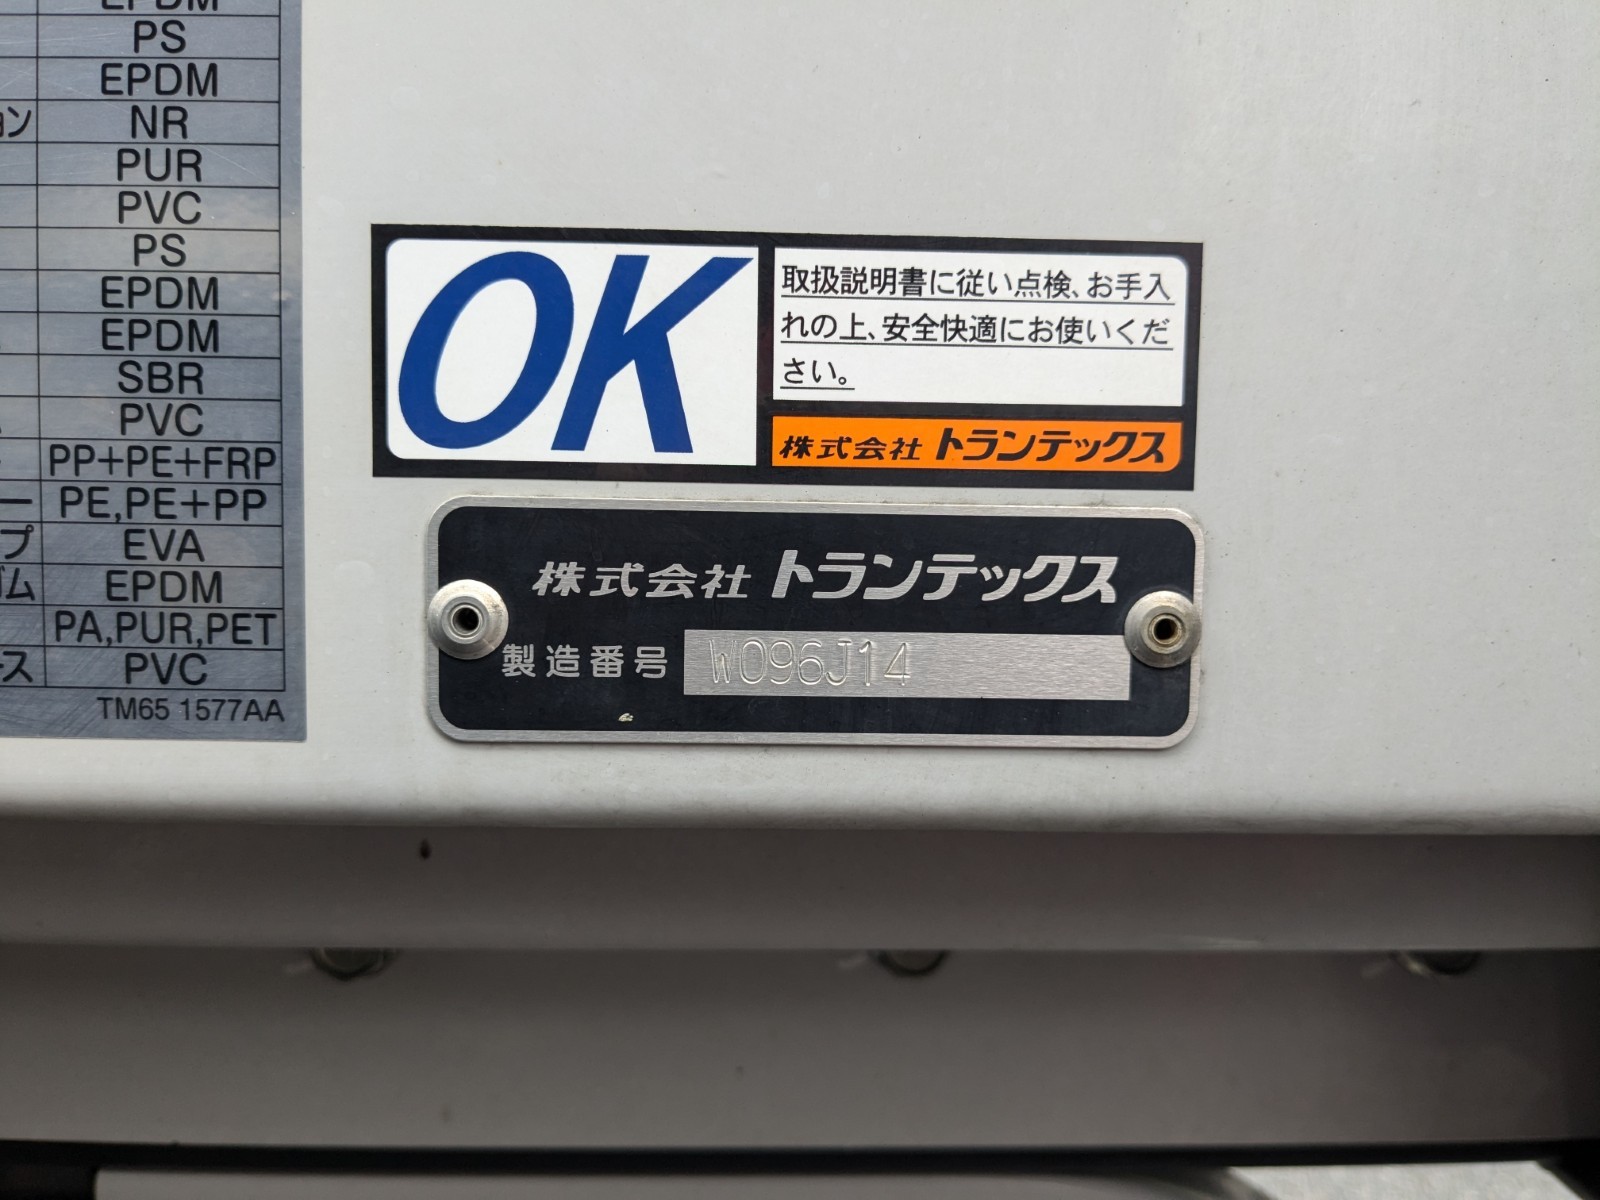 PS
EPDM
ョン NR
PUR
PVC
PS
EPDM
EPDM
SBR
PVC
PP+PE+FRP
ー PE,PE+PP
プ EVA
ゴム EPDM
PA,PUR,PET
ース PVC
TM65 1577AA
OK
取扱説明書に従い点検、お手入
れの上、安全快適にお使いくだ
さい。
株式会社 トランテックス
株式会社 トランテックス
製造番号 W096J14